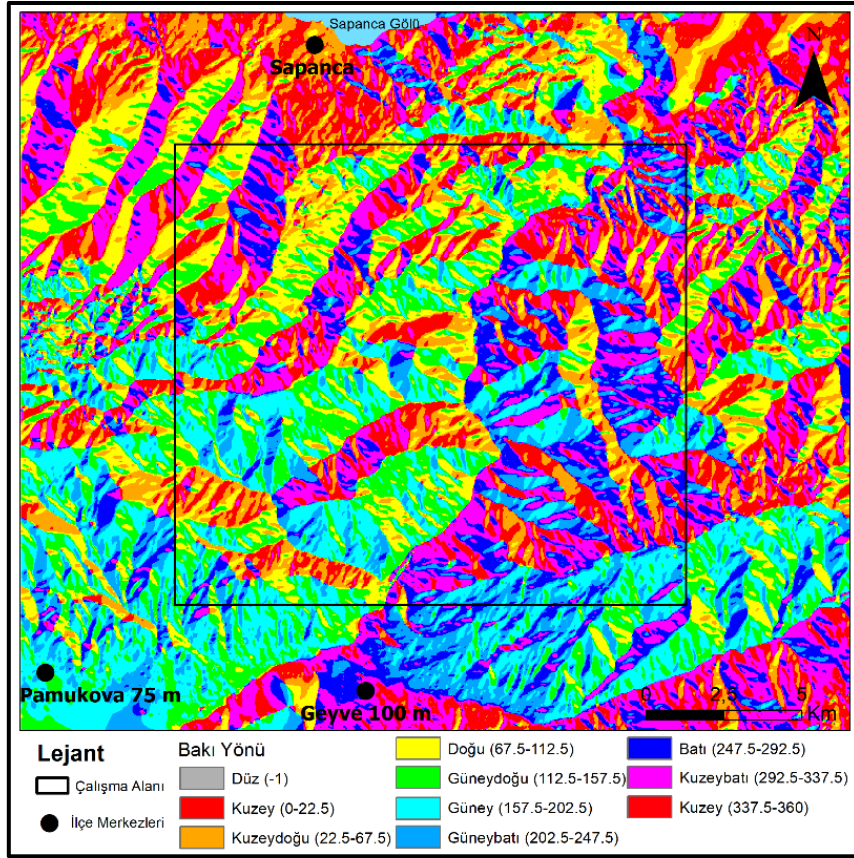 Sapanca Gölü
Sapanca
N
Pamukova 75 m
Geyve 100 m
0 2,5 5
Km
Lejant
Çalışma Alanı
İlçe Merkezleri
Bakı Yönü
Düz (-1)
Kuzey (0-22.5)
Kuzeydoğu (22.5-67.5)
Doğu (67.5-112.5)
Güneydoğu (112.5-157.5)
Güney (157.5-202.5)
Güneybatı (202.5-247.5)
Batı (247.5-292.5)
Kuzeybatı (292.5-337.5)
Kuzey (337.5-360)